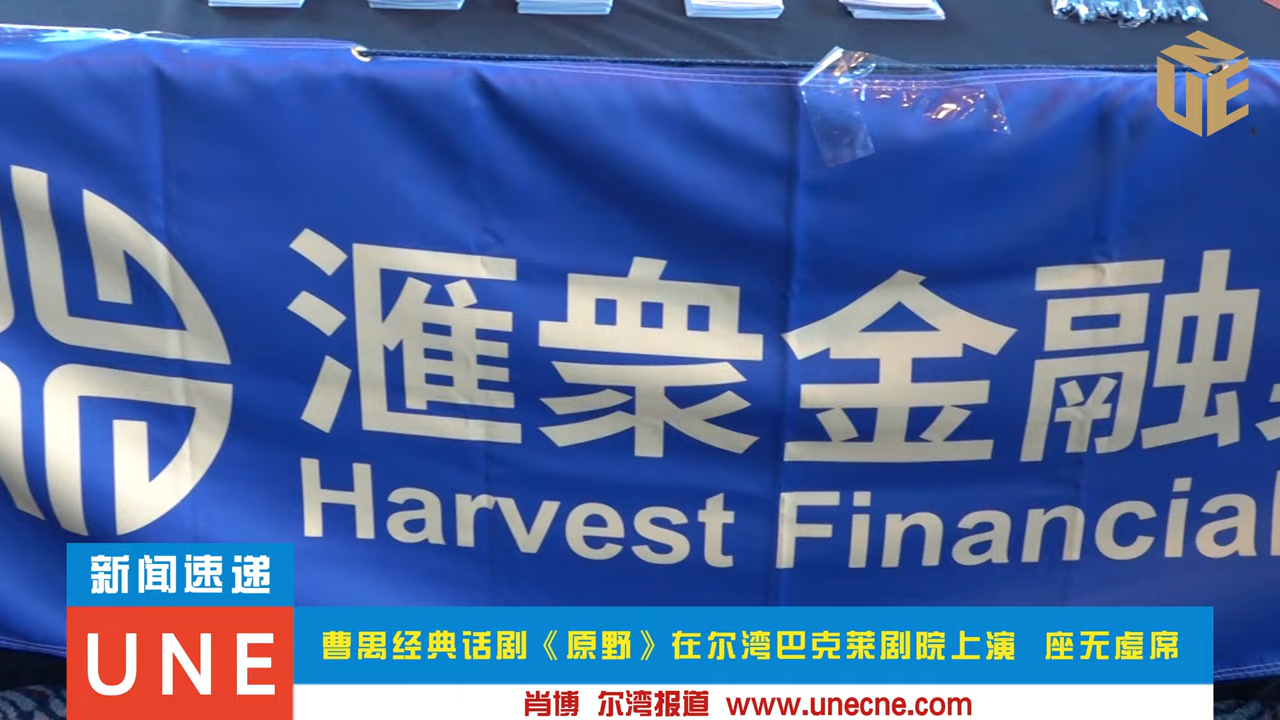 UNE
滙眾金融
Harvest Financial
新闻速递
UNE
曹禺经典话剧《原野》在尔湾巴克莱剧院上演 座无虚席
肖博 尔湾报道 www.unecne.com